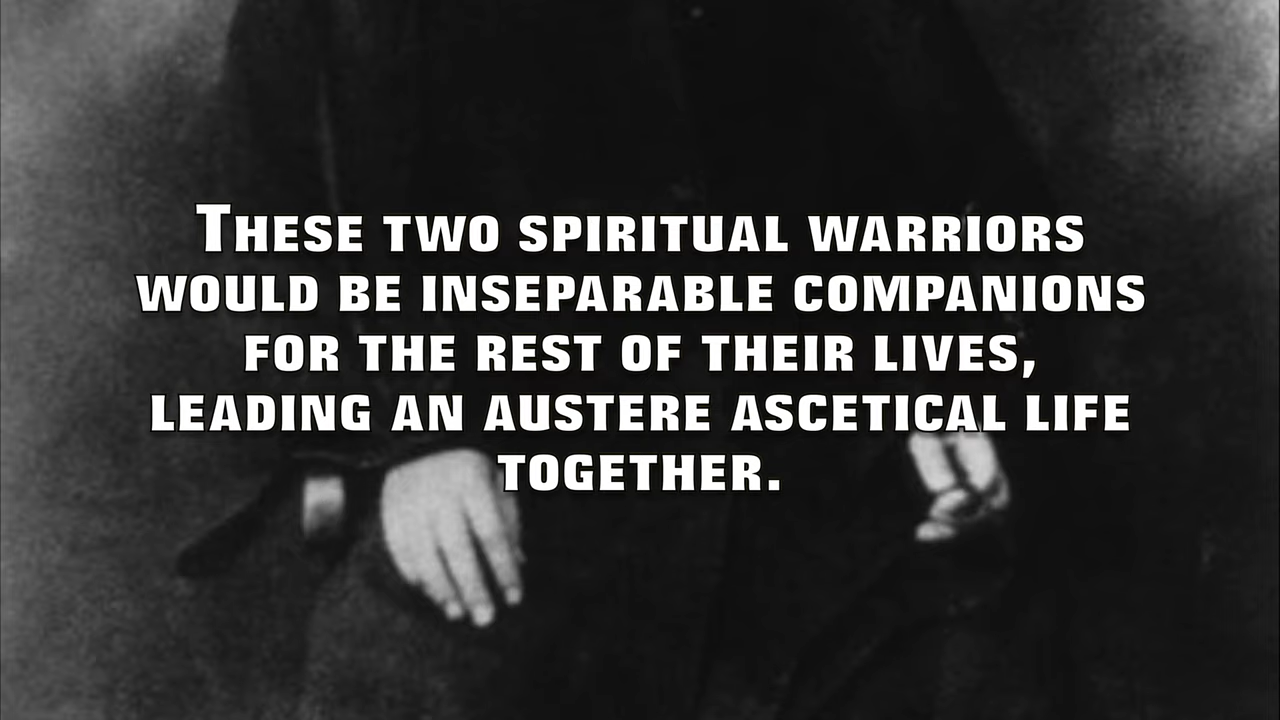 These two spiritual warriors
would be inseparable companions
for the rest of their lives,
leading an austere ascetical life
together.